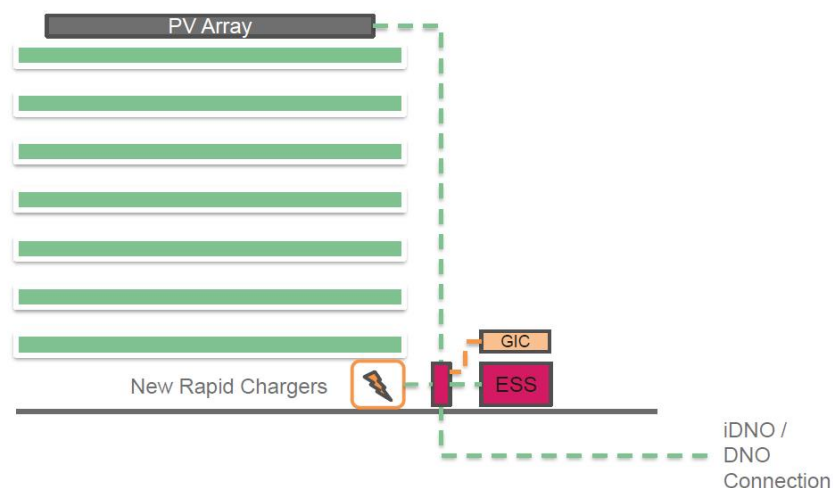 PV Array
GIC
New Rapid Chargers
ESS
iDNO /
DNO
Connection